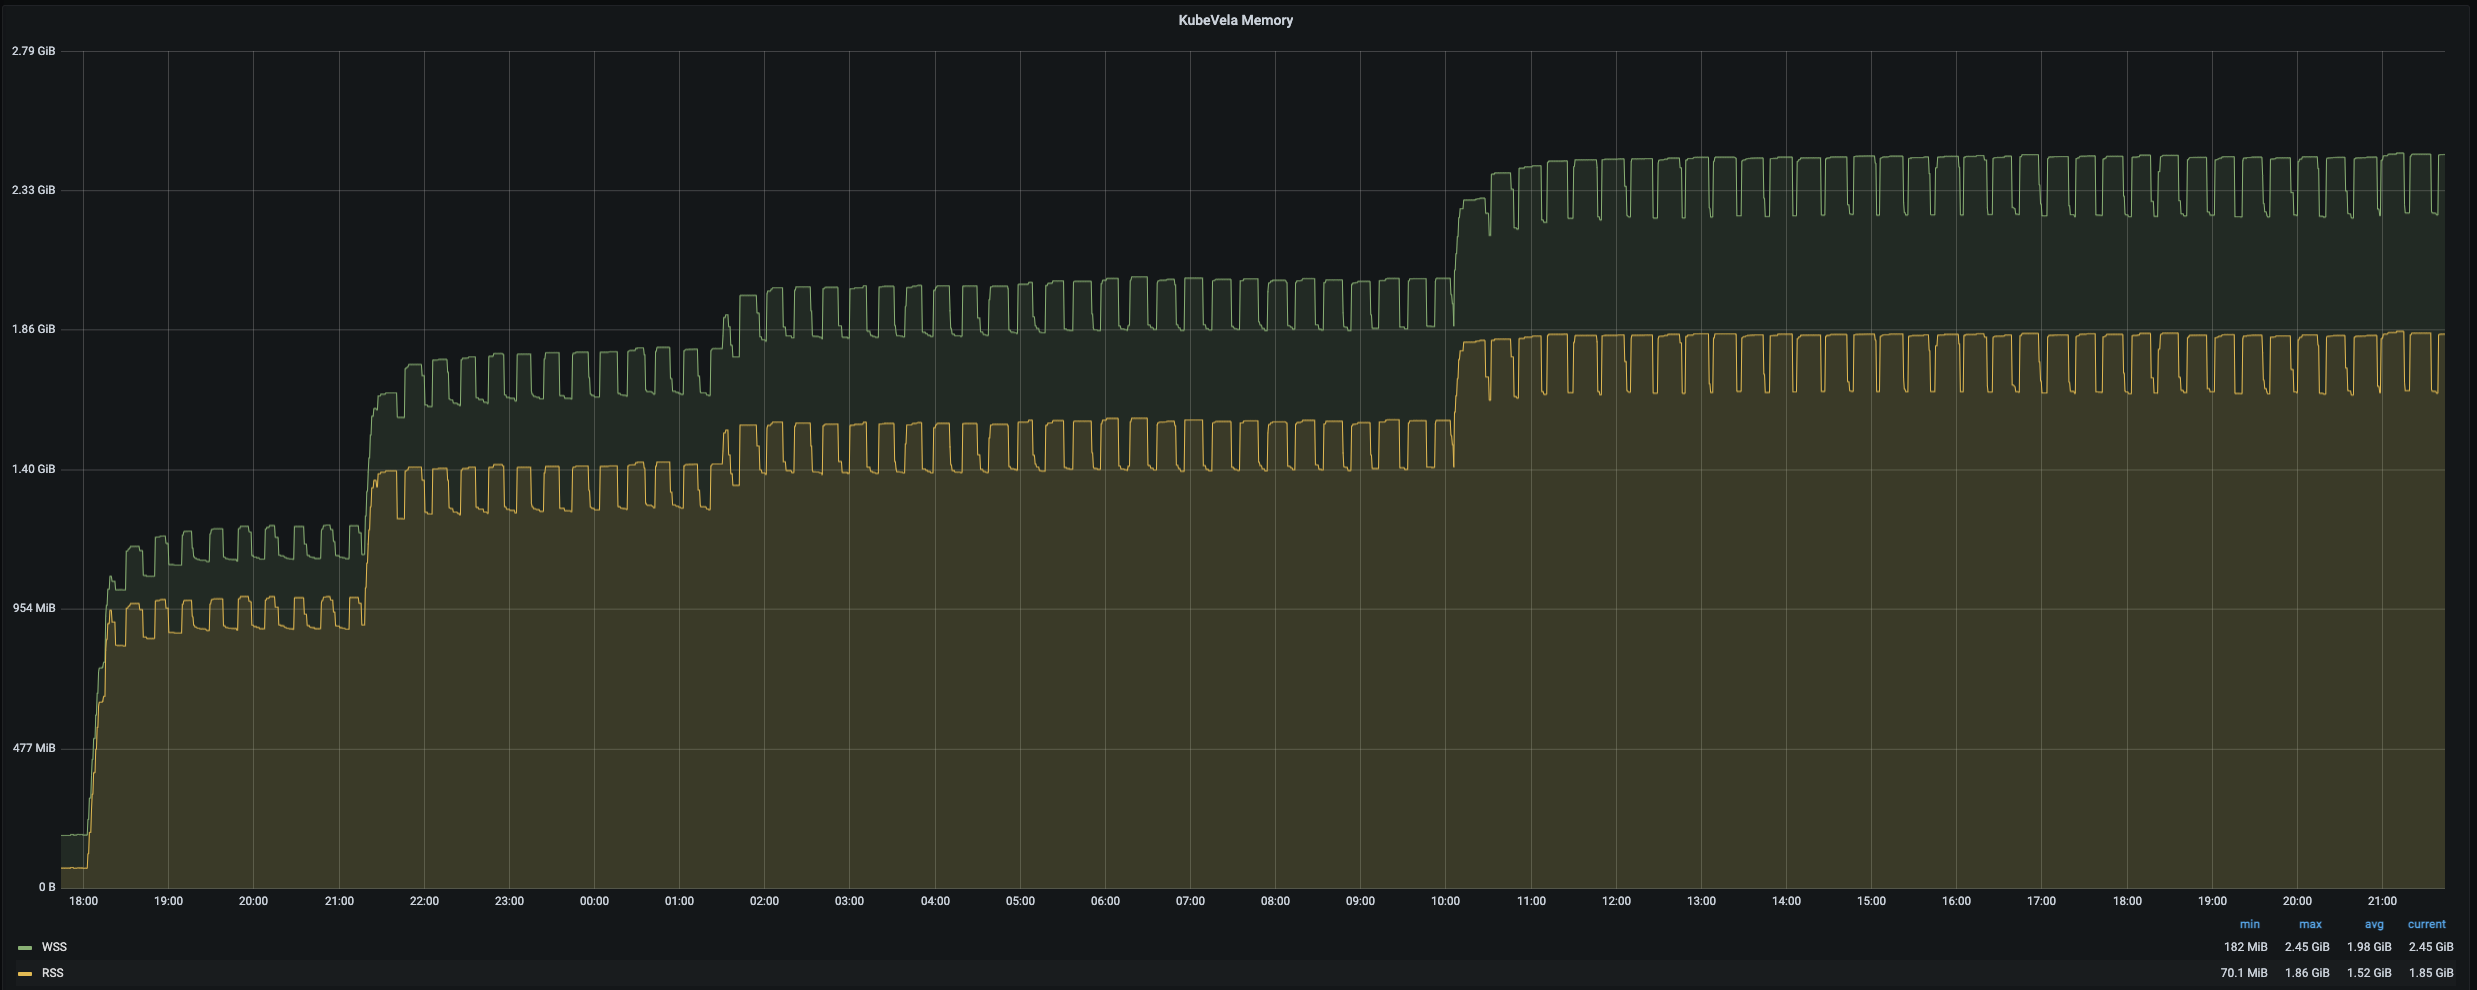 KubeVela Memory
2.79 GiB
2.33 GiB
1.86 GiB
1.40 GiB
954 MiB
477 MiB
0 B
18:00 19:00 20:00 21:00 22:00 23:00 00:00 01:00 02:00 03:00 04:00 05:00 06:00 07:00 08:00 09:00 10:00 11:00 12:00 13:00 14:00 15:00 16:00 17:00 18:00 19:00 20:00 21:00
min max avg current
WSS 182 MiB 2.45 GiB 1.98 GiB 2.45 GiB
RSS 70.1 MiB 1.86 GiB 1.52 GiB 1.85 GiB